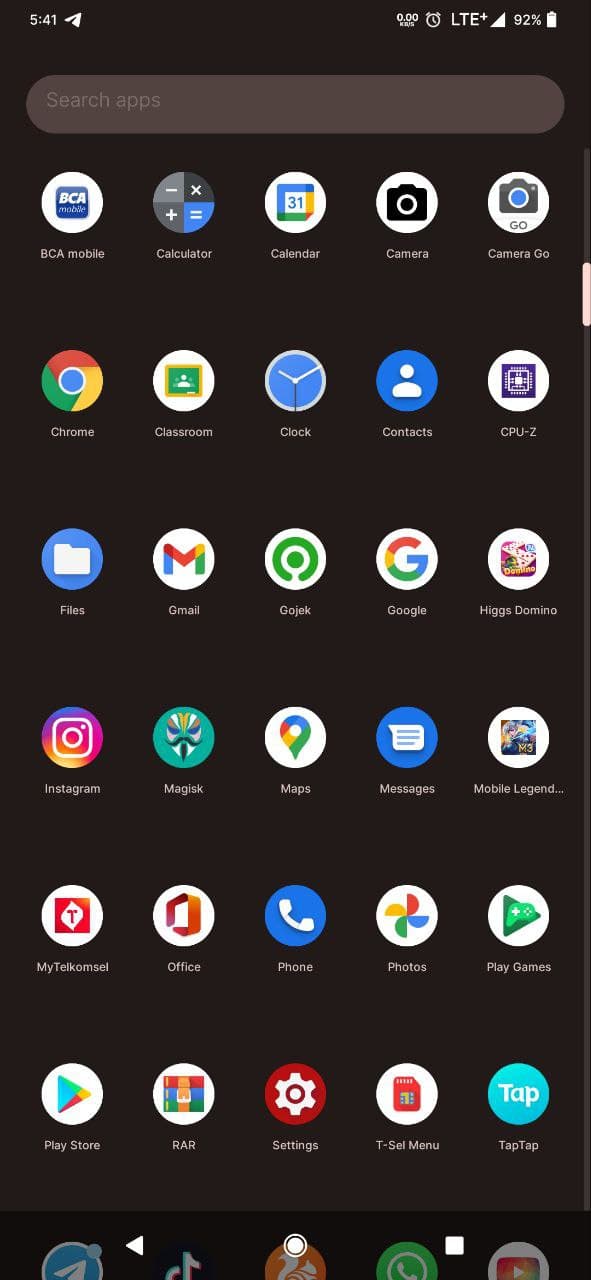 5:41 0.00 KB/S LTE+ 92%
Search apps
BCA mobile 31 GO
BCA mobile Calculator Calendar Camera Camera Go
Chrome Classroom Clock Contacts CPU-Z
Domino
Files Gmail Gojek Google Higgs Domino
M3
Instagram Magisk Maps Messages Mobile Legend...
T
MyTelkomsel Office Phone Photos Play Games
Tap
Play Store RAR Settings T-Sel Menu TapTap